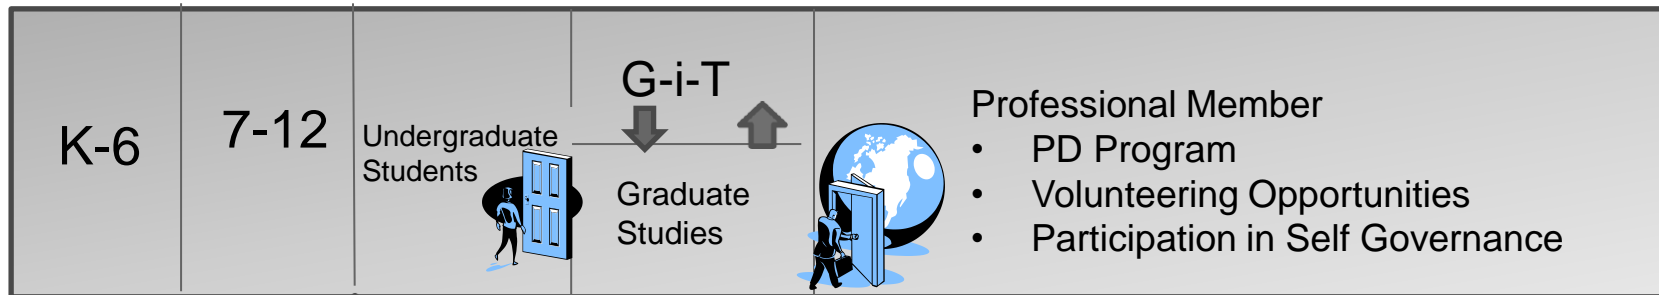 K-6
7-12
Undergraduate
Students
G-i-T
Graduate
Studies
Professional Member
• PD Program
• Volunteering Opportunities
• Participation in Self Governance